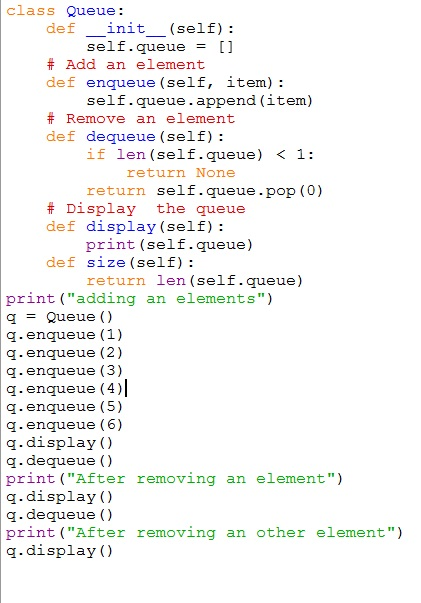 class Queue:
    def __init__(self):
        self.queue = []
    # Add an element
    def enqueue(self, item):
        self.queue.append(item)
    # Remove an element
    def dequeue(self):
        if len(self.queue) < 1:
            return None
        return self.queue.pop(0)
    # Display  the queue
    def display(self):
        print(self.queue)
    def size(self):
        return len(self.queue)
print("adding an elements")
q = Queue()
q.enqueue(1)
q.enqueue(2)
q.enqueue(3)
q.enqueue(4)
q.enqueue(5)
q.enqueue(6)
q.display()
q.dequeue()
print("After removing an element")
q.display()
q.dequeue()
print("After removing an other element")
q.display()